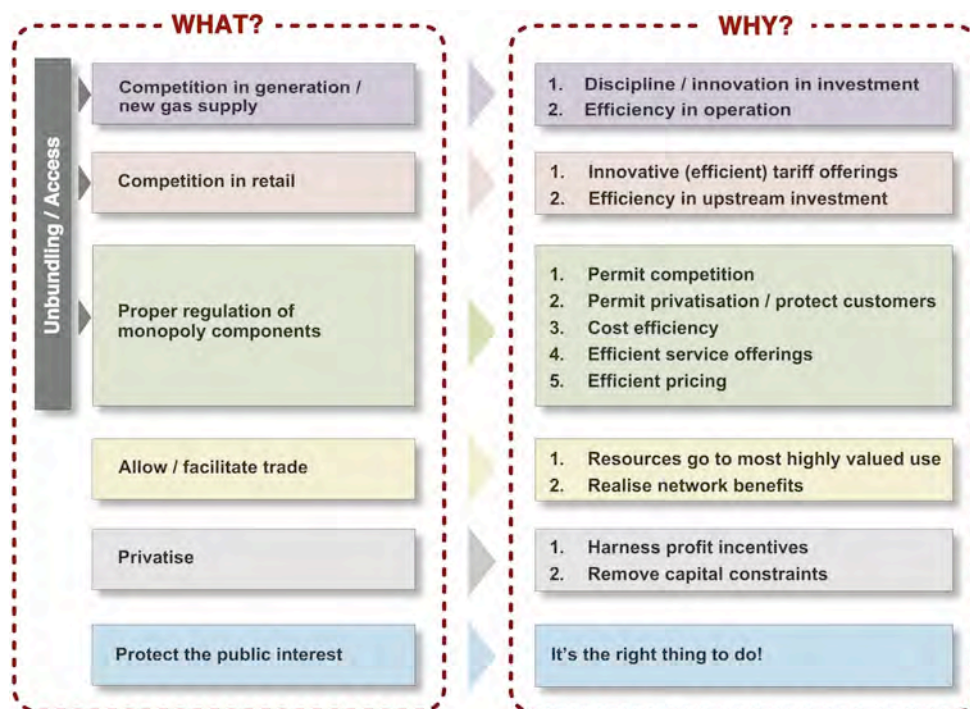 WHAT?
WHY?
Unbundling / Access
Competition in generation /
new gas supply
1. Discipline / innovation in investment
2. Efficiency in operation
Competition in retail
1. Innovative (efficient) tariff offerings
2. Efficiency in upstream investment
Proper regulation of
monopoly components
1. Permit competition
2. Permit privatisation / protect customers
3. Cost efficiency
4. Efficient service offerings
5. Efficient pricing
Allow / facilitate trade
1. Resources go to most highly valued use
2. Realise network benefits
Privatise
1. Harness profit incentives
2. Remove capital constraints
Protect the public interest
It's the right thing to do!